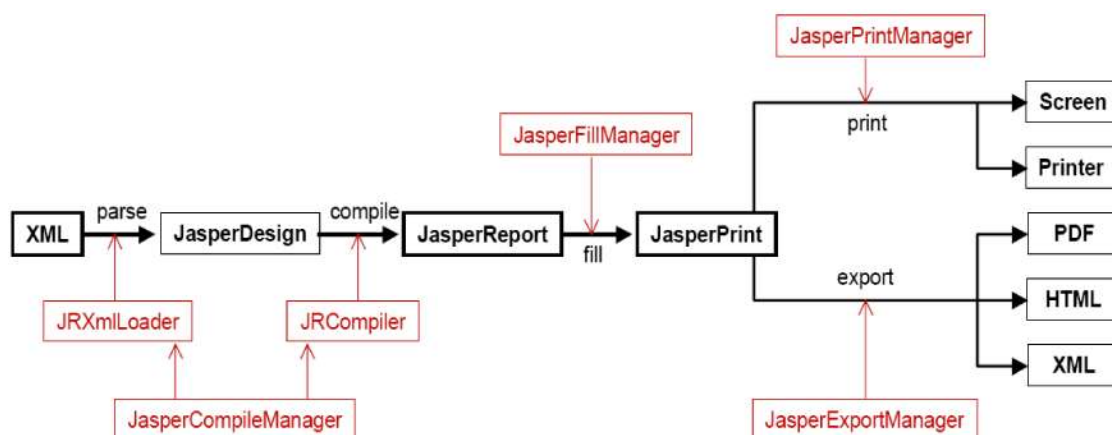 JasperPrintManager
Screen
print
JasperFillManager
Printer
parse
compile
XML
JasperDesign
JasperReport
fill
JasperPrint
PDF
export
HTML
JRXmlLoader
JRCompiler
XML
JasperCompileManager
JasperExportManager